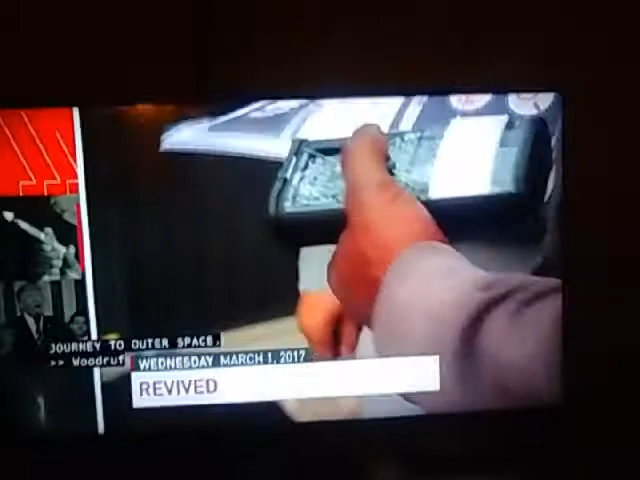 JOURNEY TO OUTER SPACE.
>> Woodruf
WEDNESDAY MARCH 1, 2017
REVIVED